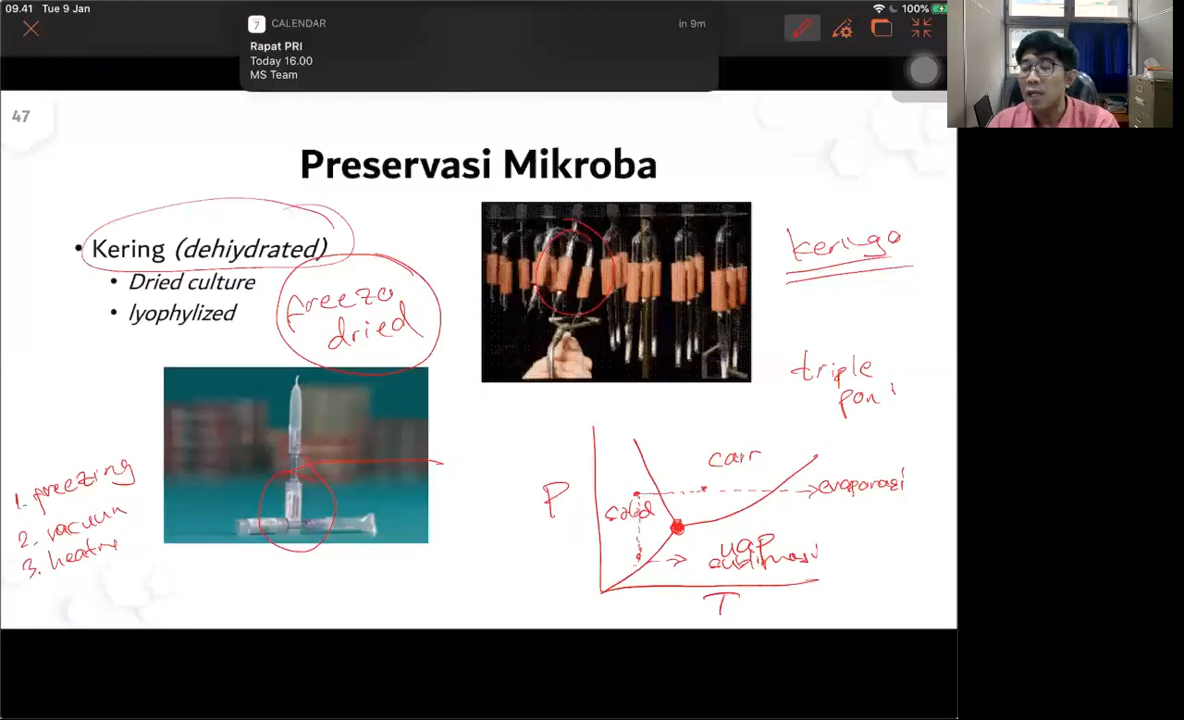 09.41 Tue 9 Jan
100%
7 CALENDAR
in 9m
Rapat PRI
Today 16.00
MS Team
47
Preservasi Mikroba
• Kering (dehiydrated)
• Dried culture
• lyophylized
freeze
dried
1. freezing
2. vacuum
3. heatin
kering
triple
poni
P
solid
cair
evaporasi
uap
T